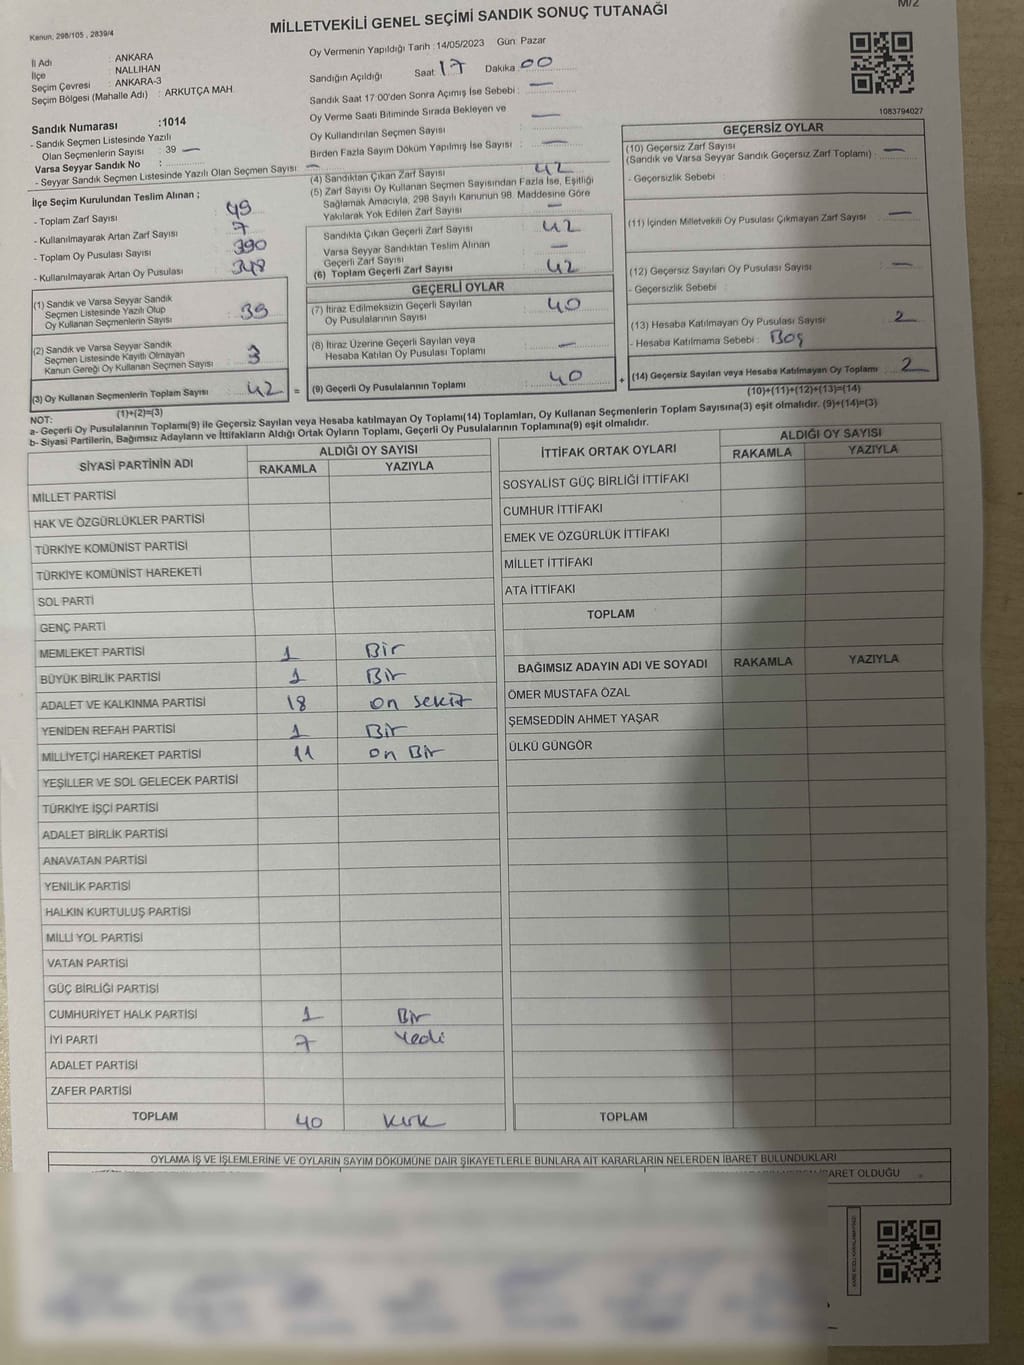 M/2
Kanun, 298/105 , 2839/4
MİLLETVEKİLİ GENEL SEÇİMİ SANDIK SONUÇ TUTANAĞI
İl Adı : ANKARA
İlçe : NALLIHAN
Seçim Çevresi : ANKARA-3
Seçim Bölgesi (Mahalle Adı) : ARKUTÇA MAH.
Oy Vermenin Yapıldığı Tarih :14/05/2023 Gün Pazar
Sandığın Açıldığı Saat 17 Dakika 00
Sandık Saat 17:00'den Sonra Açımış İse Sebebi : —
Oy Verme Saati Bitiminde Sırada Bekleyen ve
Oy Kullandırılan Seçmen Sayısı —
Birden Fazla Sayım Döküm Yapılmış İse Sayısı : —
1083794027
Sandık Numarası :1014
- Sandık Seçmen Listesinde Yazılı
Olan Seçmenlerin Sayısı : 39 —
Varsa Seyyar Sandık No :
- Seyyar Sandık Seçmen Listesinde Yazılı Olan Seçmen Sayısı —
İlçe Seçim Kurulundan Teslim Alınan ;
- Toplam Zarf Sayısı 49
- Kullanılmayarak Artan Zarf Sayısı 7
- Toplam Oy Pusulası Sayısı 390
- Kullanılmayarak Artan Oy Pusulası 348
(1) Sandık ve Varsa Seyyar Sandık
Seçmen Listesinde Yazılı Olup
Oy Kullanan Seçmenlerin Sayısı 39
(2) Sandık ve Varsa Seyyar Sandık
Seçmen Listesinde Kayıtlı Olmayan
Kanun Gereği Oy Kullanan Seçmen Sayısı 3
(3) Oy Kullanan Seçmenlerin Toplam Sayısı 42 =
(1)+(2)=(3)
(4) Sandıktan Çıkan Zarf Sayısı 42
(5) Zarf Sayısı Oy Kullanan Seçmen Sayısından Fazla İse, Eşitliği
Sağlamak Amacıyla, 298 Sayılı Kanunun 98. Maddesine Göre
Yakılarak Yok Edilen Zarf Sayısı —
Sandıkta Çıkan Geçerli Zarf Sayısı 42
Varsa Seyyar Sandıktan Teslim Alınan
Geçerli Zarf Sayısı —
(6) Toplam Geçerli Zarf Sayısı 42
GEÇERLİ OYLAR
(7) İtiraz Edilmeksizin Geçerli Sayılan
Oy Pusulalarının Sayısı 40
(8) İtiraz Üzerine Geçerli Sayılan veya
Hesaba Katılan Oy Pusulası Toplamı —
(9) Geçerli Oy Pusulalarının Toplamı 40 +
GEÇERSİZ OYLAR
(10) Geçersiz Zarf Sayısı
(Sandık ve Varsa Seyyar Sandık Geçersiz Zarf Toplamı) : —
- Geçersizlik Sebebi :
(11) İçinden Milletvekili Oy Pusulası Çıkmayan Zarf Sayısı —
(12) Geçersiz Sayılan Oy Pusulası Sayısı —
- Geçersizlik Sebebi
(13) Hesaba Katılmayan Oy Pusulası Sayısı 2
- Hesaba Katılmama Sebebi : Boş
(14) Geçersiz Sayılan veya Hesaba Katılmayan Oy Toplamı 2
(10)+(11)+(12)+(13)=(14)
NOT:
a- Geçerli Oy Pusulasının Toplamı(9) ile Geçersiz Sayılan veya Hesaba katılmayan Oy Toplamı(14) Toplamları, Oy Kullanan Seçmenlerin Toplam Sayısına(3) eşit olmalıdır. (9)+(14)=(3)
b- Siyasi Partilerin, Bağımsız Adayların ve İttifakların Aldığı Ortak Oyların Toplamı, Geçerli Oy Pusulalarının Toplamına(9) eşit olmalıdır.
SİYASİ PARTİNİN ADI ALDIĞI OY SAYISI
RAKAMLA YAZIYLA
MİLLET PARTİSİ
HAK VE ÖZGÜRLÜKLER PARTİSİ
TÜRKİYE KOMÜNİST PARTİSİ
TÜRKİYE KOMÜNİST HAREKETİ
SOL PARTİ
GENÇ PARTİ
MEMLEKET PARTİSİ 1 Bir
BÜYÜK BİRLİK PARTİSİ 1 Bir
ADALET VE KALKINMA PARTİSİ 18 on sekiz
YENİDEN REFAH PARTİSİ 1 Bir
MİLLİYETÇİ HAREKET PARTİSİ 11 on Bir
YEŞİLLER VE SOL GELECEK PARTİSİ
TÜRKİYE İŞÇİ PARTİSİ
ADALET BİRLİK PARTİSİ
ANAVATAN PARTİSİ
YENİLİK PARTİSİ
HALKIN KURTULUŞ PARTİSİ
MİLLİ YOL PARTİSİ
VATAN PARTİSİ
GÜÇ BİRLİĞİ PARTİSİ
CUMHURİYET HALK PARTİSİ 1 Bir
İYİ PARTİ 7 Yedi
ADALET PARTİSİ
ZAFER PARTİSİ
TOPLAM 40 Kırk
İTTİFAK ORTAK OYLARI ALDIĞI OY SAYISI
RAKAMLA YAZIYLA
SOSYALİST GÜÇ BİRLİĞİ İTTİFAKI
CUMHUR İTTİFAKI
EMEK VE ÖZGÜRLÜK İTTİFAKI
MİLLET İTTİFAKI
ATA İTTİFAKI
TOPLAM
BAĞIMSIZ ADAYIN ADI VE SOYADI RAKAMLA YAZIYLA
ÖMER MUSTAFA ÖZAL
ŞEMSEDDİN AHMET YAŞAR
ÜLKÜ GÜNGÖR
TOPLAM
OYLAMA İŞ VE İŞLEMLERİNE VE OYLARIN SAYIM DÖKÜMÜNE DAİR ŞİKAYETLERLE BUNLARA AİT KARARLARIN NELERDEN İBARET BULUNDUKLARI
BARET OLDUĞU